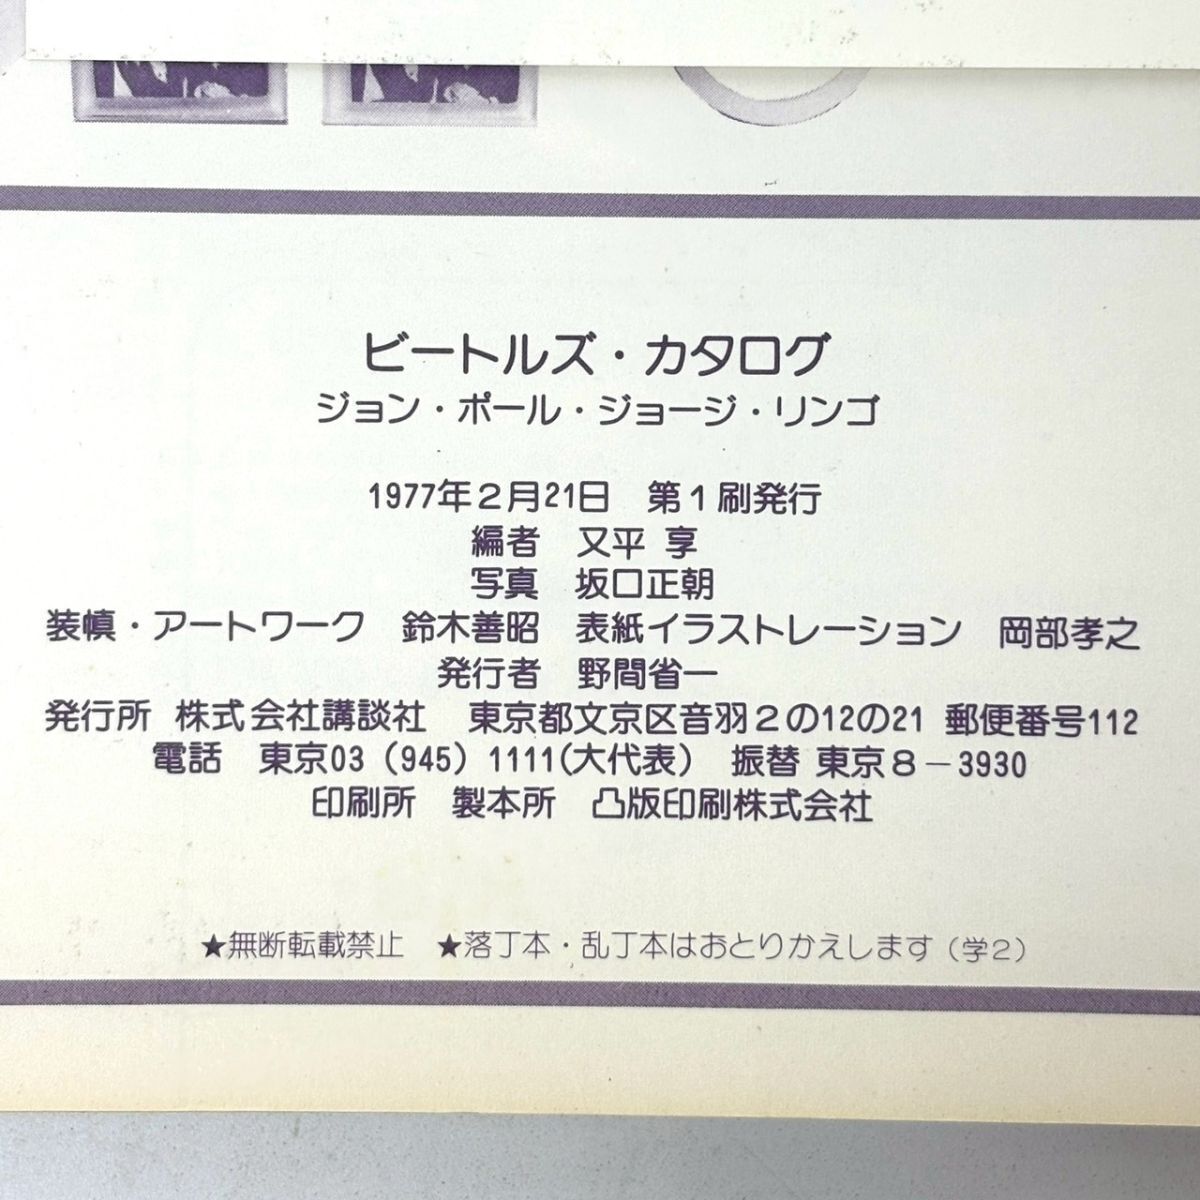 ビートルズ・カタログ
ジョン・ポール・ジョージ・リンゴ
1977年2月21日　第1刷発行
編者　又平 享
写真　坂口正朝
装幀・アートワーク　鈴木善昭　表紙イラストレーション　岡部孝之
発行者　野間省一
発行所　株式会社講談社　東京都文京区音羽2の12の21　郵便番号112
電話　東京03（945）1111(大代表)　振替 東京8－3930
印刷所　製本所　凸版印刷株式会社
★無断転載禁止　★落丁本・乱丁本はおとりかえします（学2）